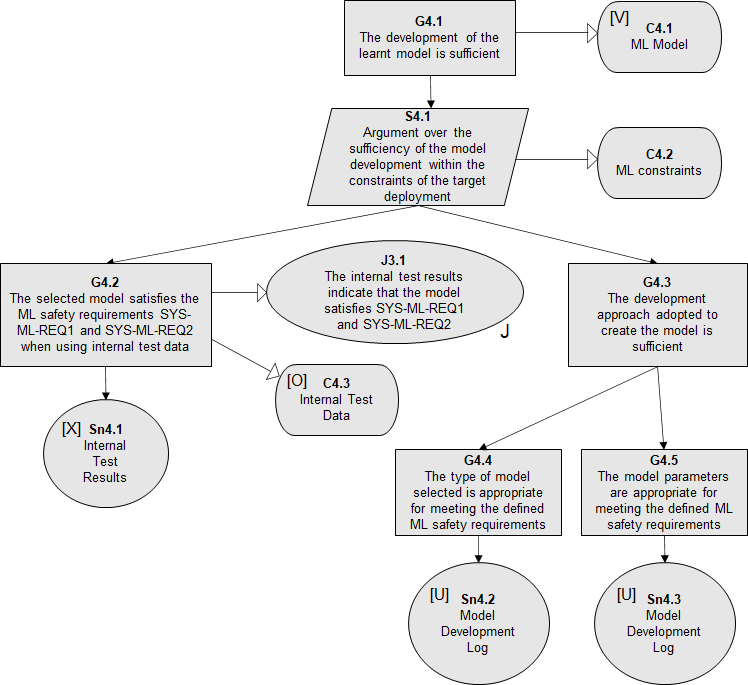 G4.1
The development of the
learnt model is sufficient
[V]
C4.1
ML Model
S4.1
Argument over the
sufficiency of the model
development within the
constraints of the target
deployment
C4.2
ML constraints
G4.2
The selected model satisfies the
ML safety requirements SYS-
ML-REQ1 and SYS-ML-REQ2
when using internal test data
J3.1
The internal test results
indicate that the model
satisfies SYS-ML-REQ1
and SYS-ML-REQ2
J
G4.3
The development
approach adopted to
create the model is
sufficient
[O]
C4.3
Internal Test
Data
[X]
Sn4.1
Internal
Test
Results
G4.4
The type of model
selected is appropriate
for meeting the defined
ML safety requirements
G4.5
The model parameters
are appropriate for
meeting the defined ML
safety requirements
[U]
Sn4.2
Model
Development
Log
[U]
Sn4.3
Model
Development
Log